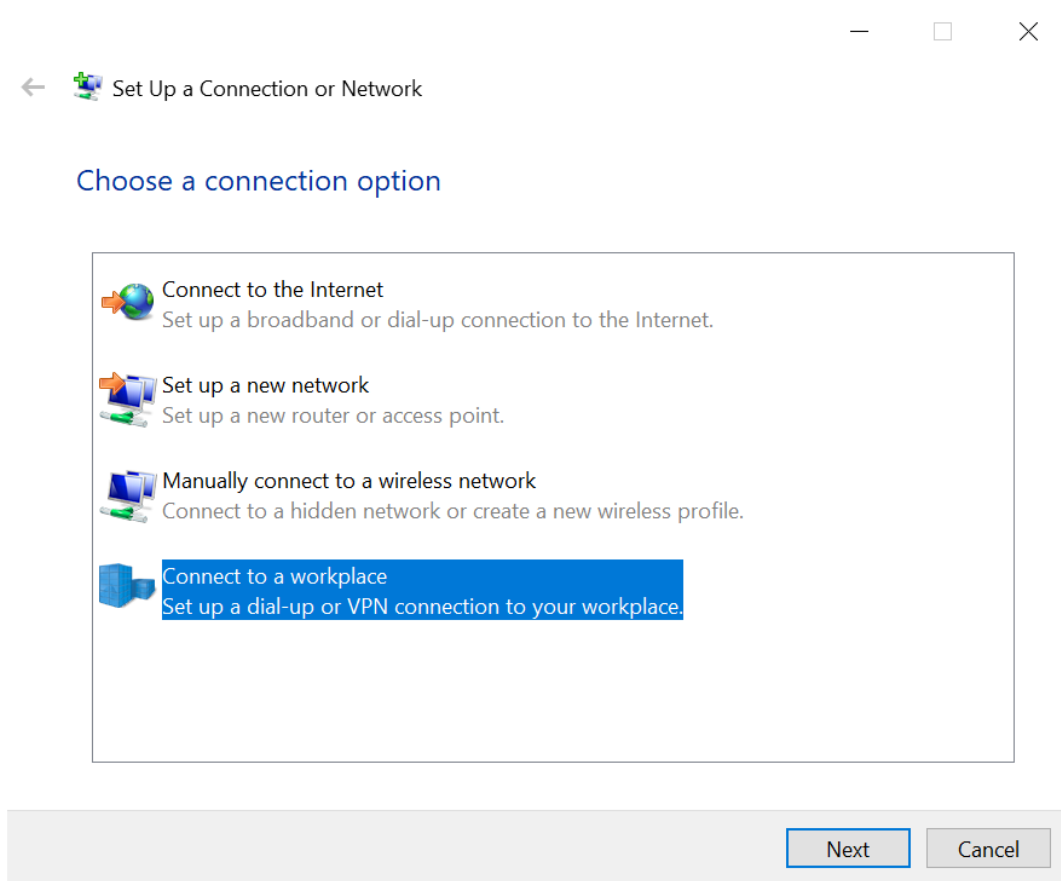 Set Up a Connection or Network
Choose a connection option
Connect to the Internet
Set up a broadband or dial-up connection to the Internet.
Set up a new network
Set up a new router or access point.
Manually connect to a wireless network
Connect to a hidden network or create a new wireless profile.
Connect to a workplace
Set up a dial-up or VPN connection to your workplace.
Next
Cancel